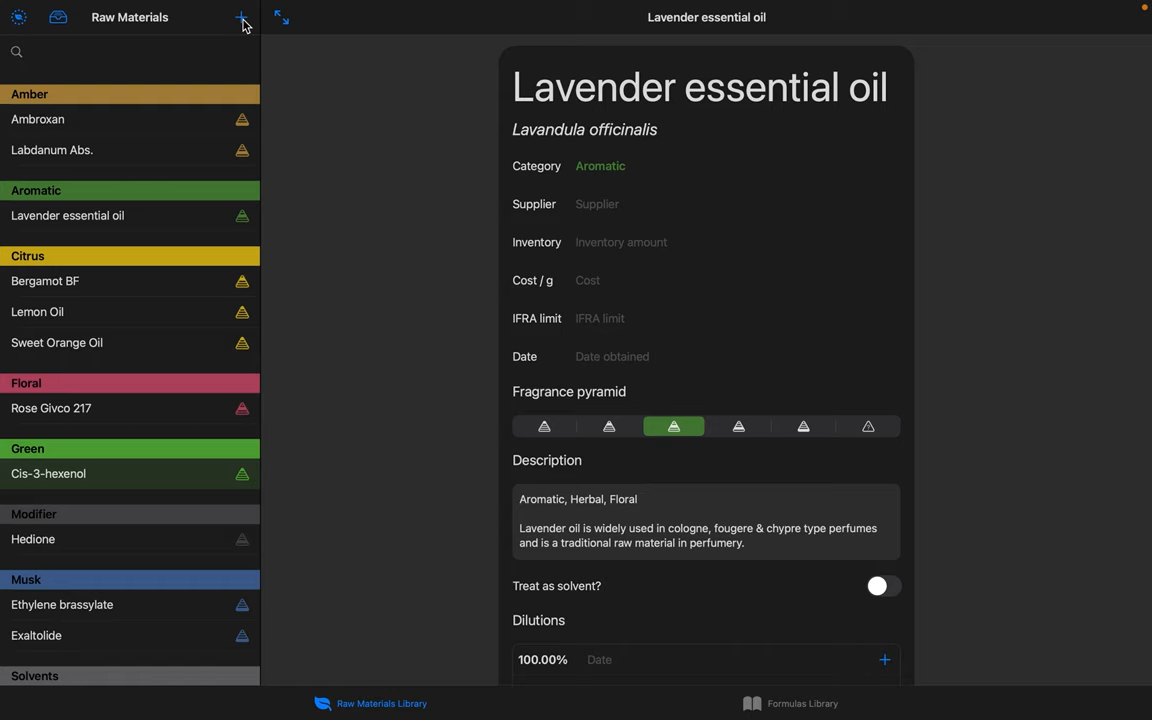 Raw Materials
Amber
Ambroxan
Labdanum Abs.
Aromatic
Lavender essential oil
Citrus
Bergamot BF
Lemon Oil
Sweet Orange Oil
Floral
Rose Givco 217
Green
Cis-3-hexenol
Modifier
Hedione
Musk
Ethylene brassylate
Exaltolide
Solvents
Lavender essential oil
Lavender essential oil
Lavandula officinalis
Category Aromatic
Supplier Supplier
Inventory Inventory amount
Cost / g Cost
IFRA limit IFRA limit
Date Date obtained
Fragrance pyramid
Description
Aromatic, Herbal, Floral
Lavender oil is widely used in cologne, fougere & chypre type perfumes
and is a traditional raw material in perfumery.
Treat as solvent?
Dilutions
100.00% Date
Raw Materials Library
Formulas Library